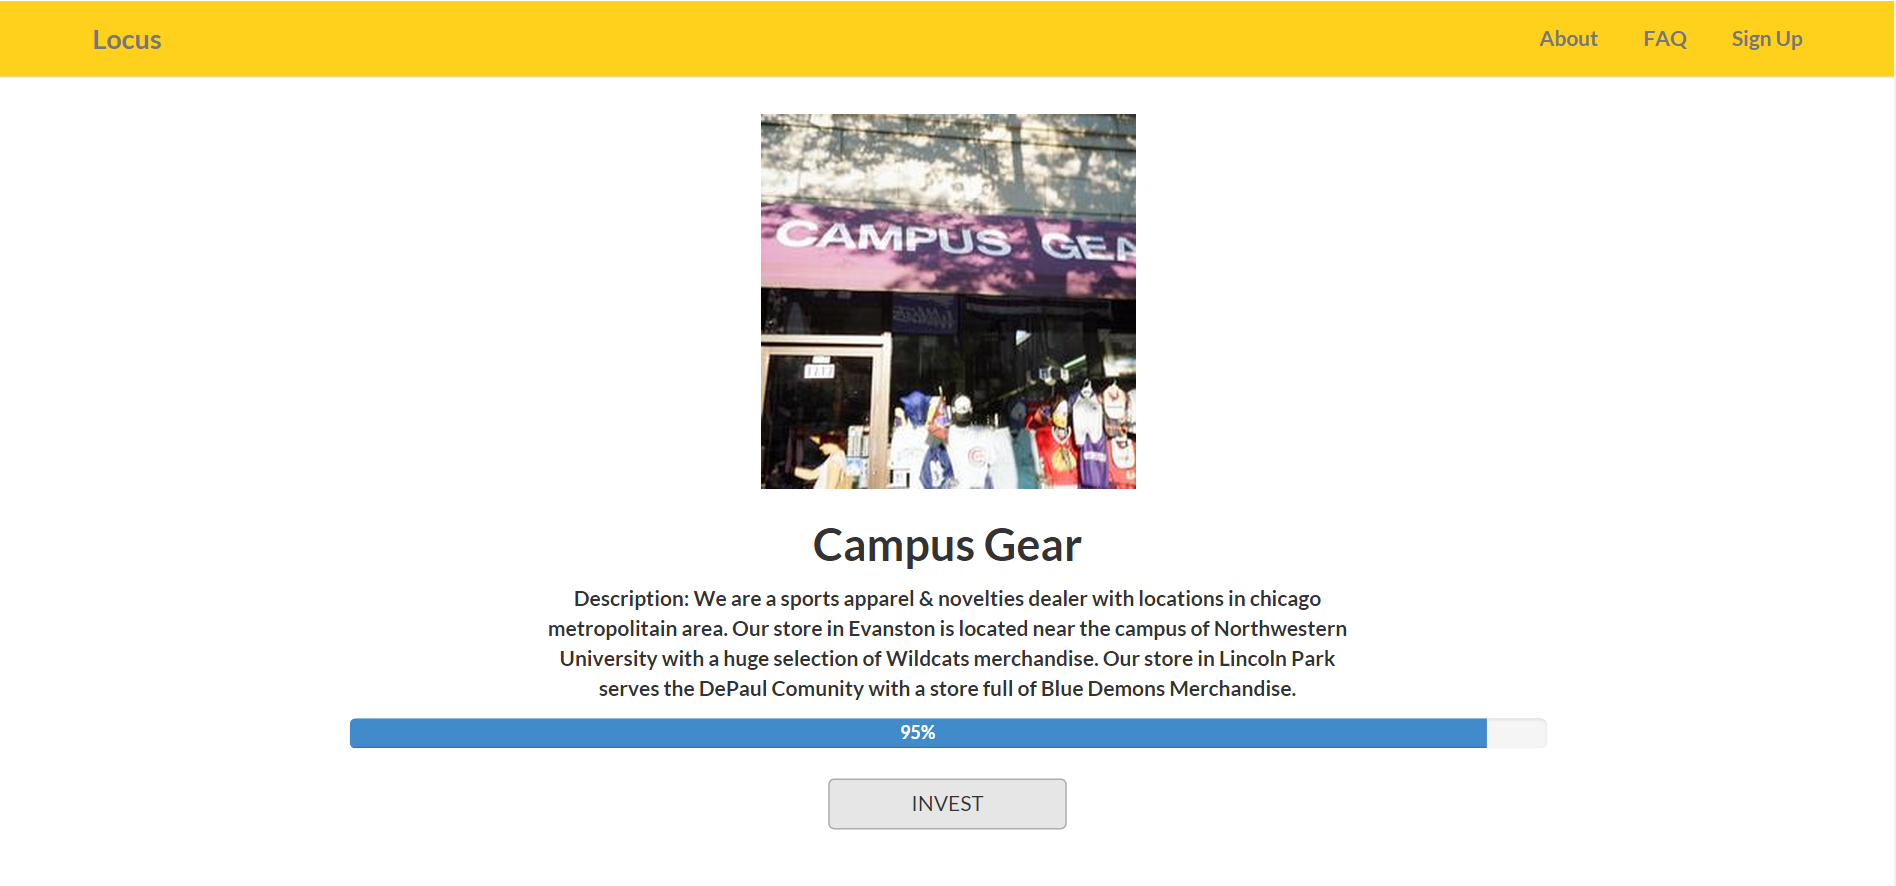 Locus
About FAQ Sign Up
CAMPUS GEA
Campus Gear
Description: We are a sports apparel & novelties dealer with locations in chicago
metropolitain area. Our store in Evanston is located near the campus of Northwestern
University with a huge selection of Wildcats merchandise. Our store in Lincoln Park
serves the DePaul Comunity with a store full of Blue Demons Merchandise.
95%
INVEST